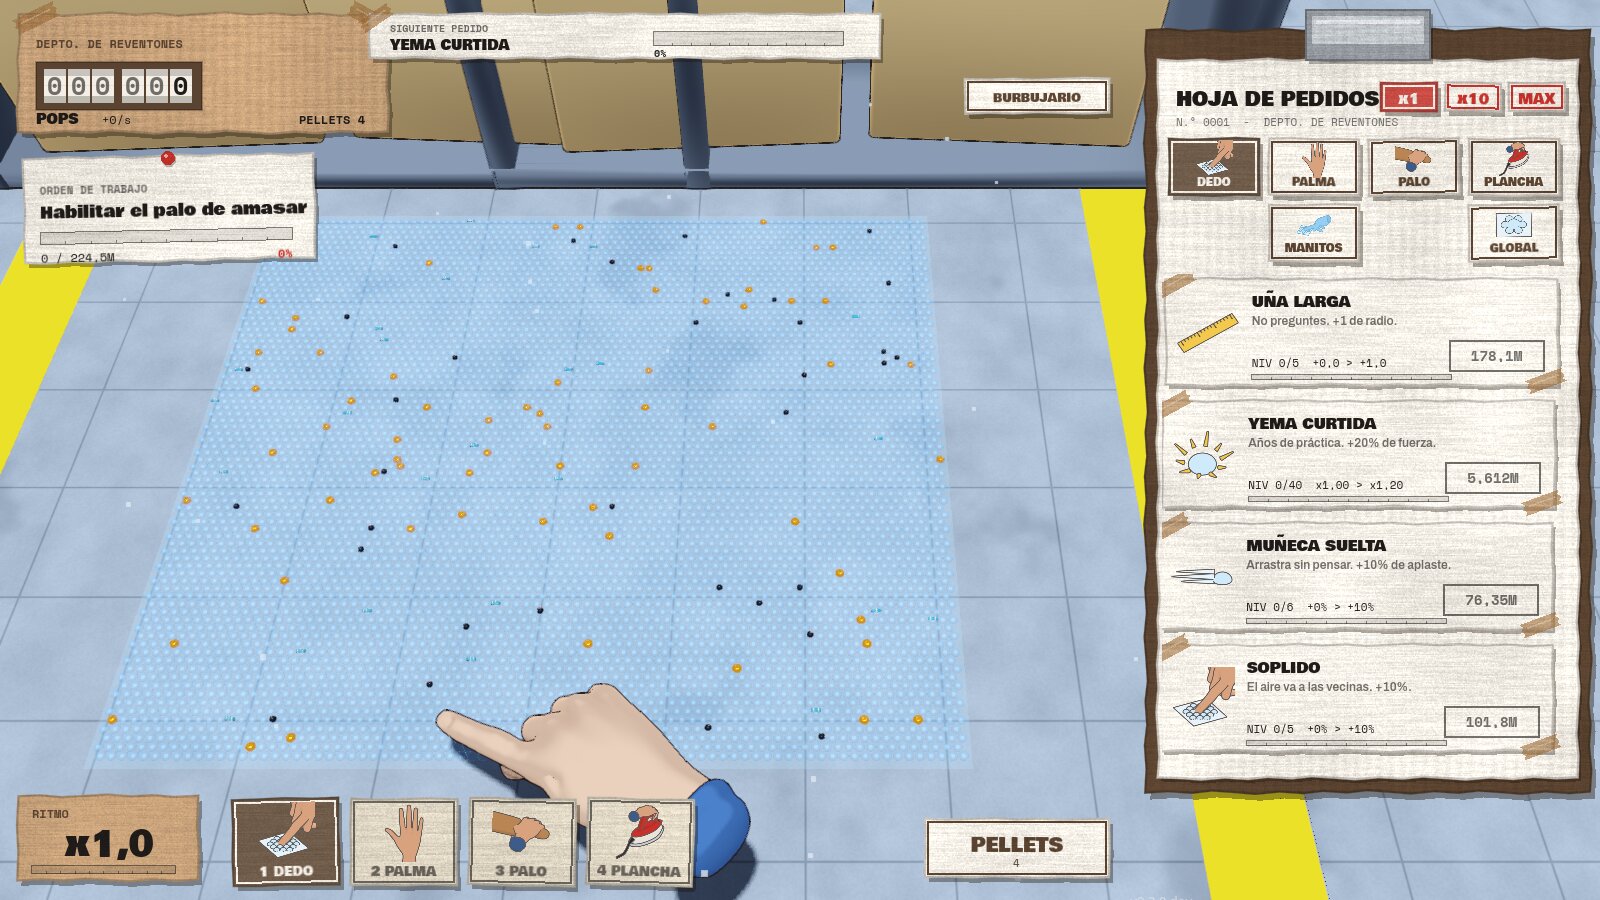 DEPTO. DE REVENTONES
000 000
POPS +0/s PELLETS 4
SIGUIENTE PEDIDO
YEMA CURTIDA
0%
BURBUJARIO
ORDEN DE TRABAJO
Habilitar el palo de amasar
0 / 224,5M 0%
HOJA DE PEDIDOS x1 x10 MAX
N.° 0001 - DEPTO. DE REVENTONES
DEDO PALMA PALO PLANCHA
MANITOS GLOBAL
UÑA LARGA
No preguntes. +1 de radio.
NIV 0/5 +0,0 > +1,0
178,1M
YEMA CURTIDA
Años de práctica. +20% de fuerza.
NIV 0/40 x1,00 > x1,20
5,612M
MUÑECA SUELTA
Arrastra sin pensar. +10% de aplaste.
NIV 0/6 +0% > +10%
76,35M
SOPLIDO
El aire va a las vecinas. +10%.
NIV 0/5 +0% > +10%
101,8M
RITMO
x1,0
1 DEDO 2 PALMA 3 PALO 4 PLANCHA
PELLETS
4